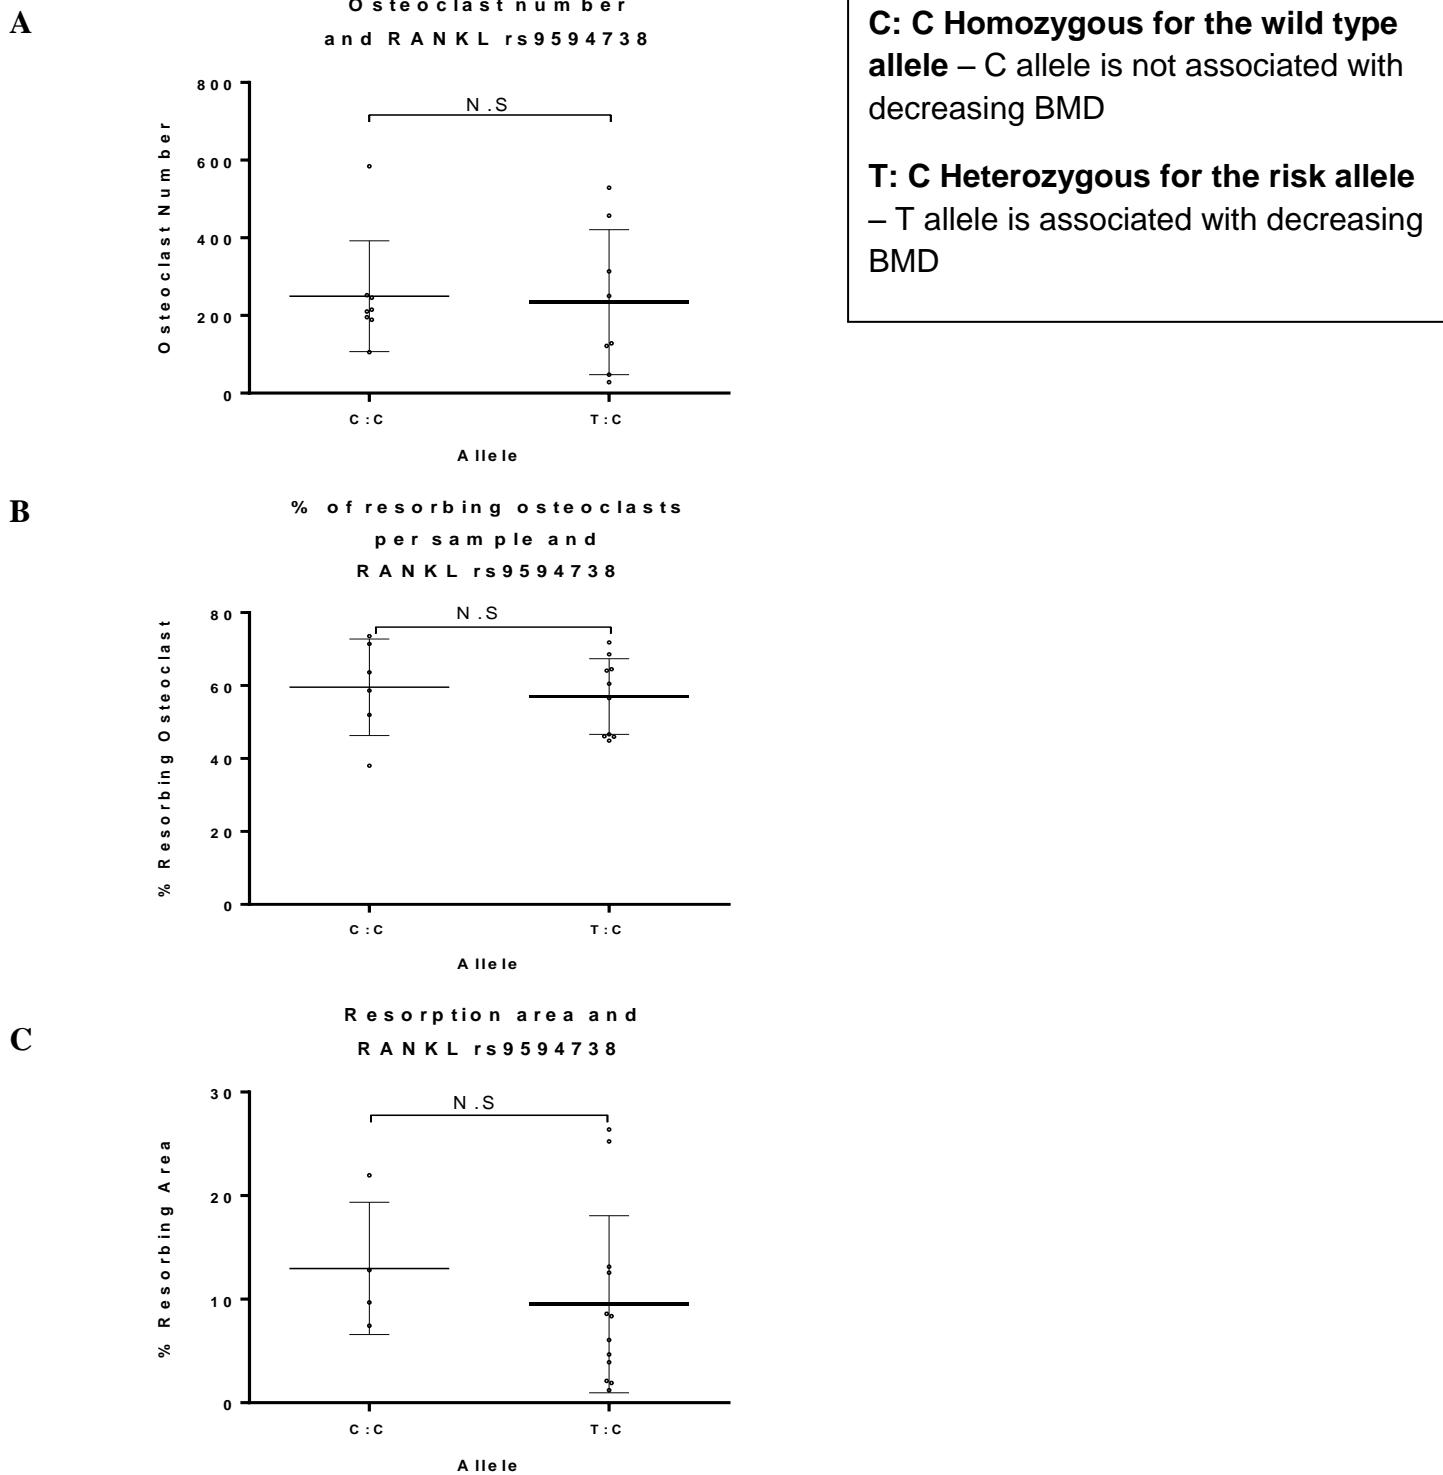 A
Osteoclast number
and RANKL rs9594738
800
600
400
200
0
Osteoclast Number
N.S
C:C
T:C
Allele
C: C Homozygous for the wild type
allele – C allele is not associated with
decreasing BMD
T: C Heterozygous for the risk allele
– T allele is associated with decreasing
BMD
B
% of resorbing osteoclasts
per sample and
RANKL rs9594738
80
60
40
20
0
% Resorbing Osteoclast
N.S
C:C
T:C
Allele
C
Resorption area and
RANKL rs9594738
30
20
10
0
% Resorbing Area
N.S
C:C
T:C
Allele